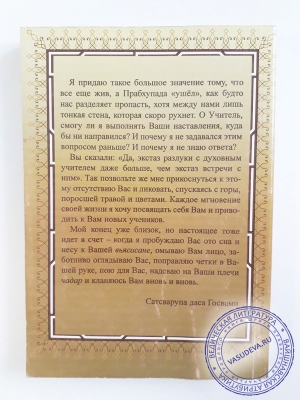 Я придаю такое большое значение тому, что
все еще жив, а Прабхупада «ушёл», как будто
нас разделяет пропасть, хотя между нами лишь
тонкая стена, которая скоро рухнет. О Учитель,
смогу ли я выполнять Ваши наставления, куда
бы ни направился? И почему я не задавался этим
вопросом раньше? И почему я не знаю ответа?
Вы сказали: «Да, экстаз разлуки с духовным
учителем даже больше, чем экстаз встречи с
ним». Так позвольте же мне прикоснуться к это-
му отсутствию Вас и ликовать, спускаясь с горы,
поросшей травой и цветами. Каждое мгновение
своей жизни я хочу посвящать себя Вам и приво-
дить к Вам новых учеников.
Мой конец уже близок, но настоящее гове
идет в счет – когда я пробуждаю Вас ото сна и
несу к Вашей вьясасане, омываю Вам лицо, за-
ботливо опахиваю Вас, поправляю четки в Ва-
шей руке, пою для Вас, надеваю на Ваши плечи
чадар и кланяюсь Вам вновь и вновь.
Сатсварупа даса Госвами
ВЕДИЧЕСКАЯ ЛИТЕРАТУРА
VASUDEVA.RU
АТРИБУТИКА